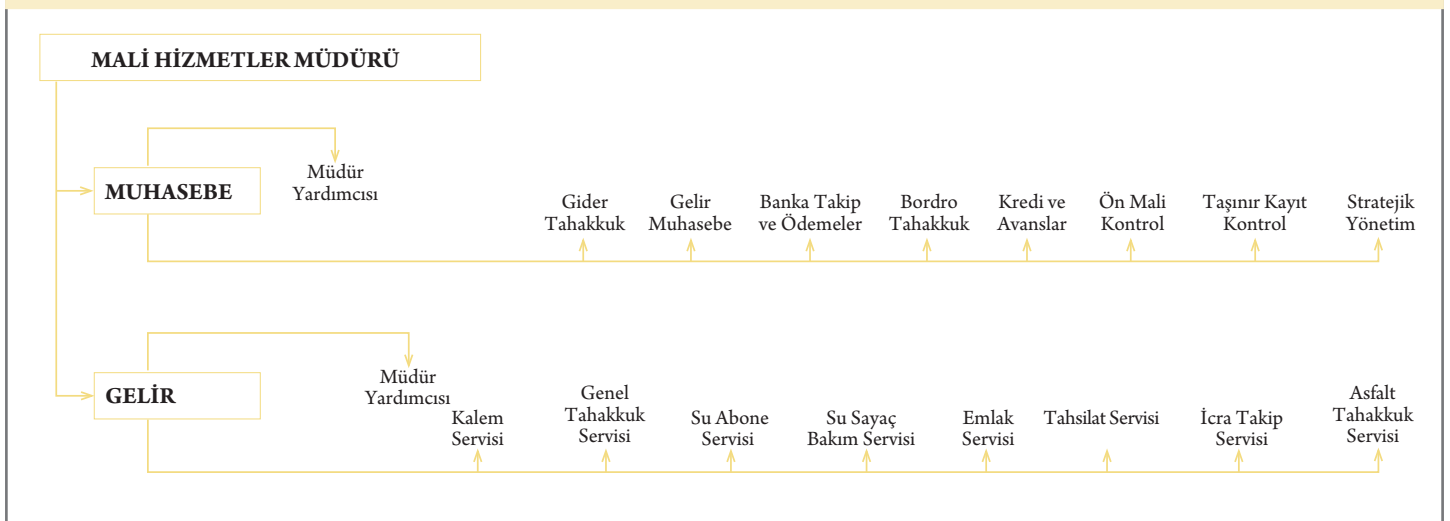 MALİ HİZMETLER MÜDÜRÜ
MUHASEBE
Müdür
Yardımcısı
Gider
Tahakkuk
Gelir
Muhasebe
Banka Takip
ve Ödemeler
Bordro
Tahakkuk
Kredi ve
Avanslar
Ön Mali
Kontrol
Taşınır Kayıt
Kontrol
Stratejik
Yönetim
GELİR
Müdür
Yardımcısı
Kalem
Servisi
Genel
Tahakkuk
Servisi
Su Abone
Servisi
Su Sayaç
Bakım Servisi
Emlak
Servisi
Tahsilat Servisi
İcra Takip
Servisi
Asfalt
Tahakkuk
Servisi